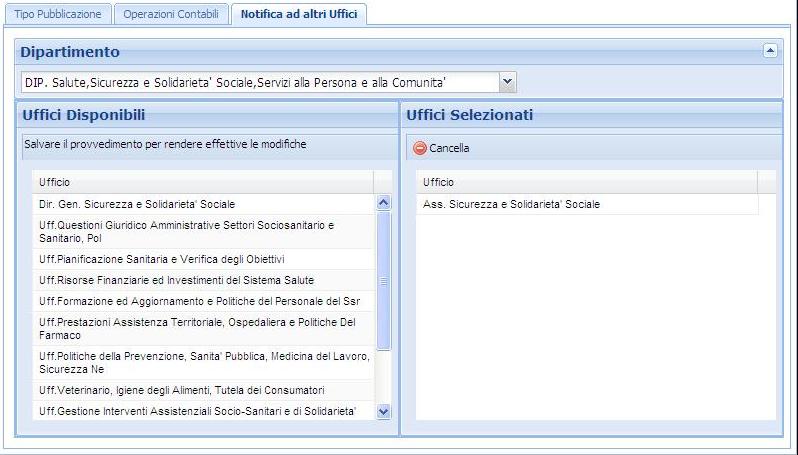 Tipo Pubblicazione
Operazioni Contabili
Notifica ad altri Uffici
Dipartimento
DIP. Salute,Sicurezza e Solidarieta' Sociale,Servizi alla Persona e alla Comunita'
Uffici Disponibili
Salvare il provvedimento per rendere effettive le modifiche
Ufficio
Dir. Gen. Sicurezza e Solidarieta' Sociale
Uff.Questioni Giuridico Amministrative Settori Sociosanitario e
Sanitario, Pol
Uff.Pianificazione Sanitaria e Verifica degli Obiettivi
Uff.Risorse Finanziarie ed Investimenti del Sistema Salute
Uff.Formazione ed Aggiornamento e Politiche del Personale del Ssr
Uff.Prestazioni Assistenza Territoriale, Ospedaliera e Politiche Del
Farmaco
Uff.Politiche della Prevenzione, Sanita' Pubblica, Medicina del Lavoro,
Sicurezza Ne
Uff.Veterinario, Igiene degli Alimenti, Tutela dei Consumatori
Uff.Gestione Interventi Assistenziali Socio-Sanitari e di Solidarieta'
Uffici Selezionati
Cancella
Ufficio
Ass. Sicurezza e Solidarieta' Sociale